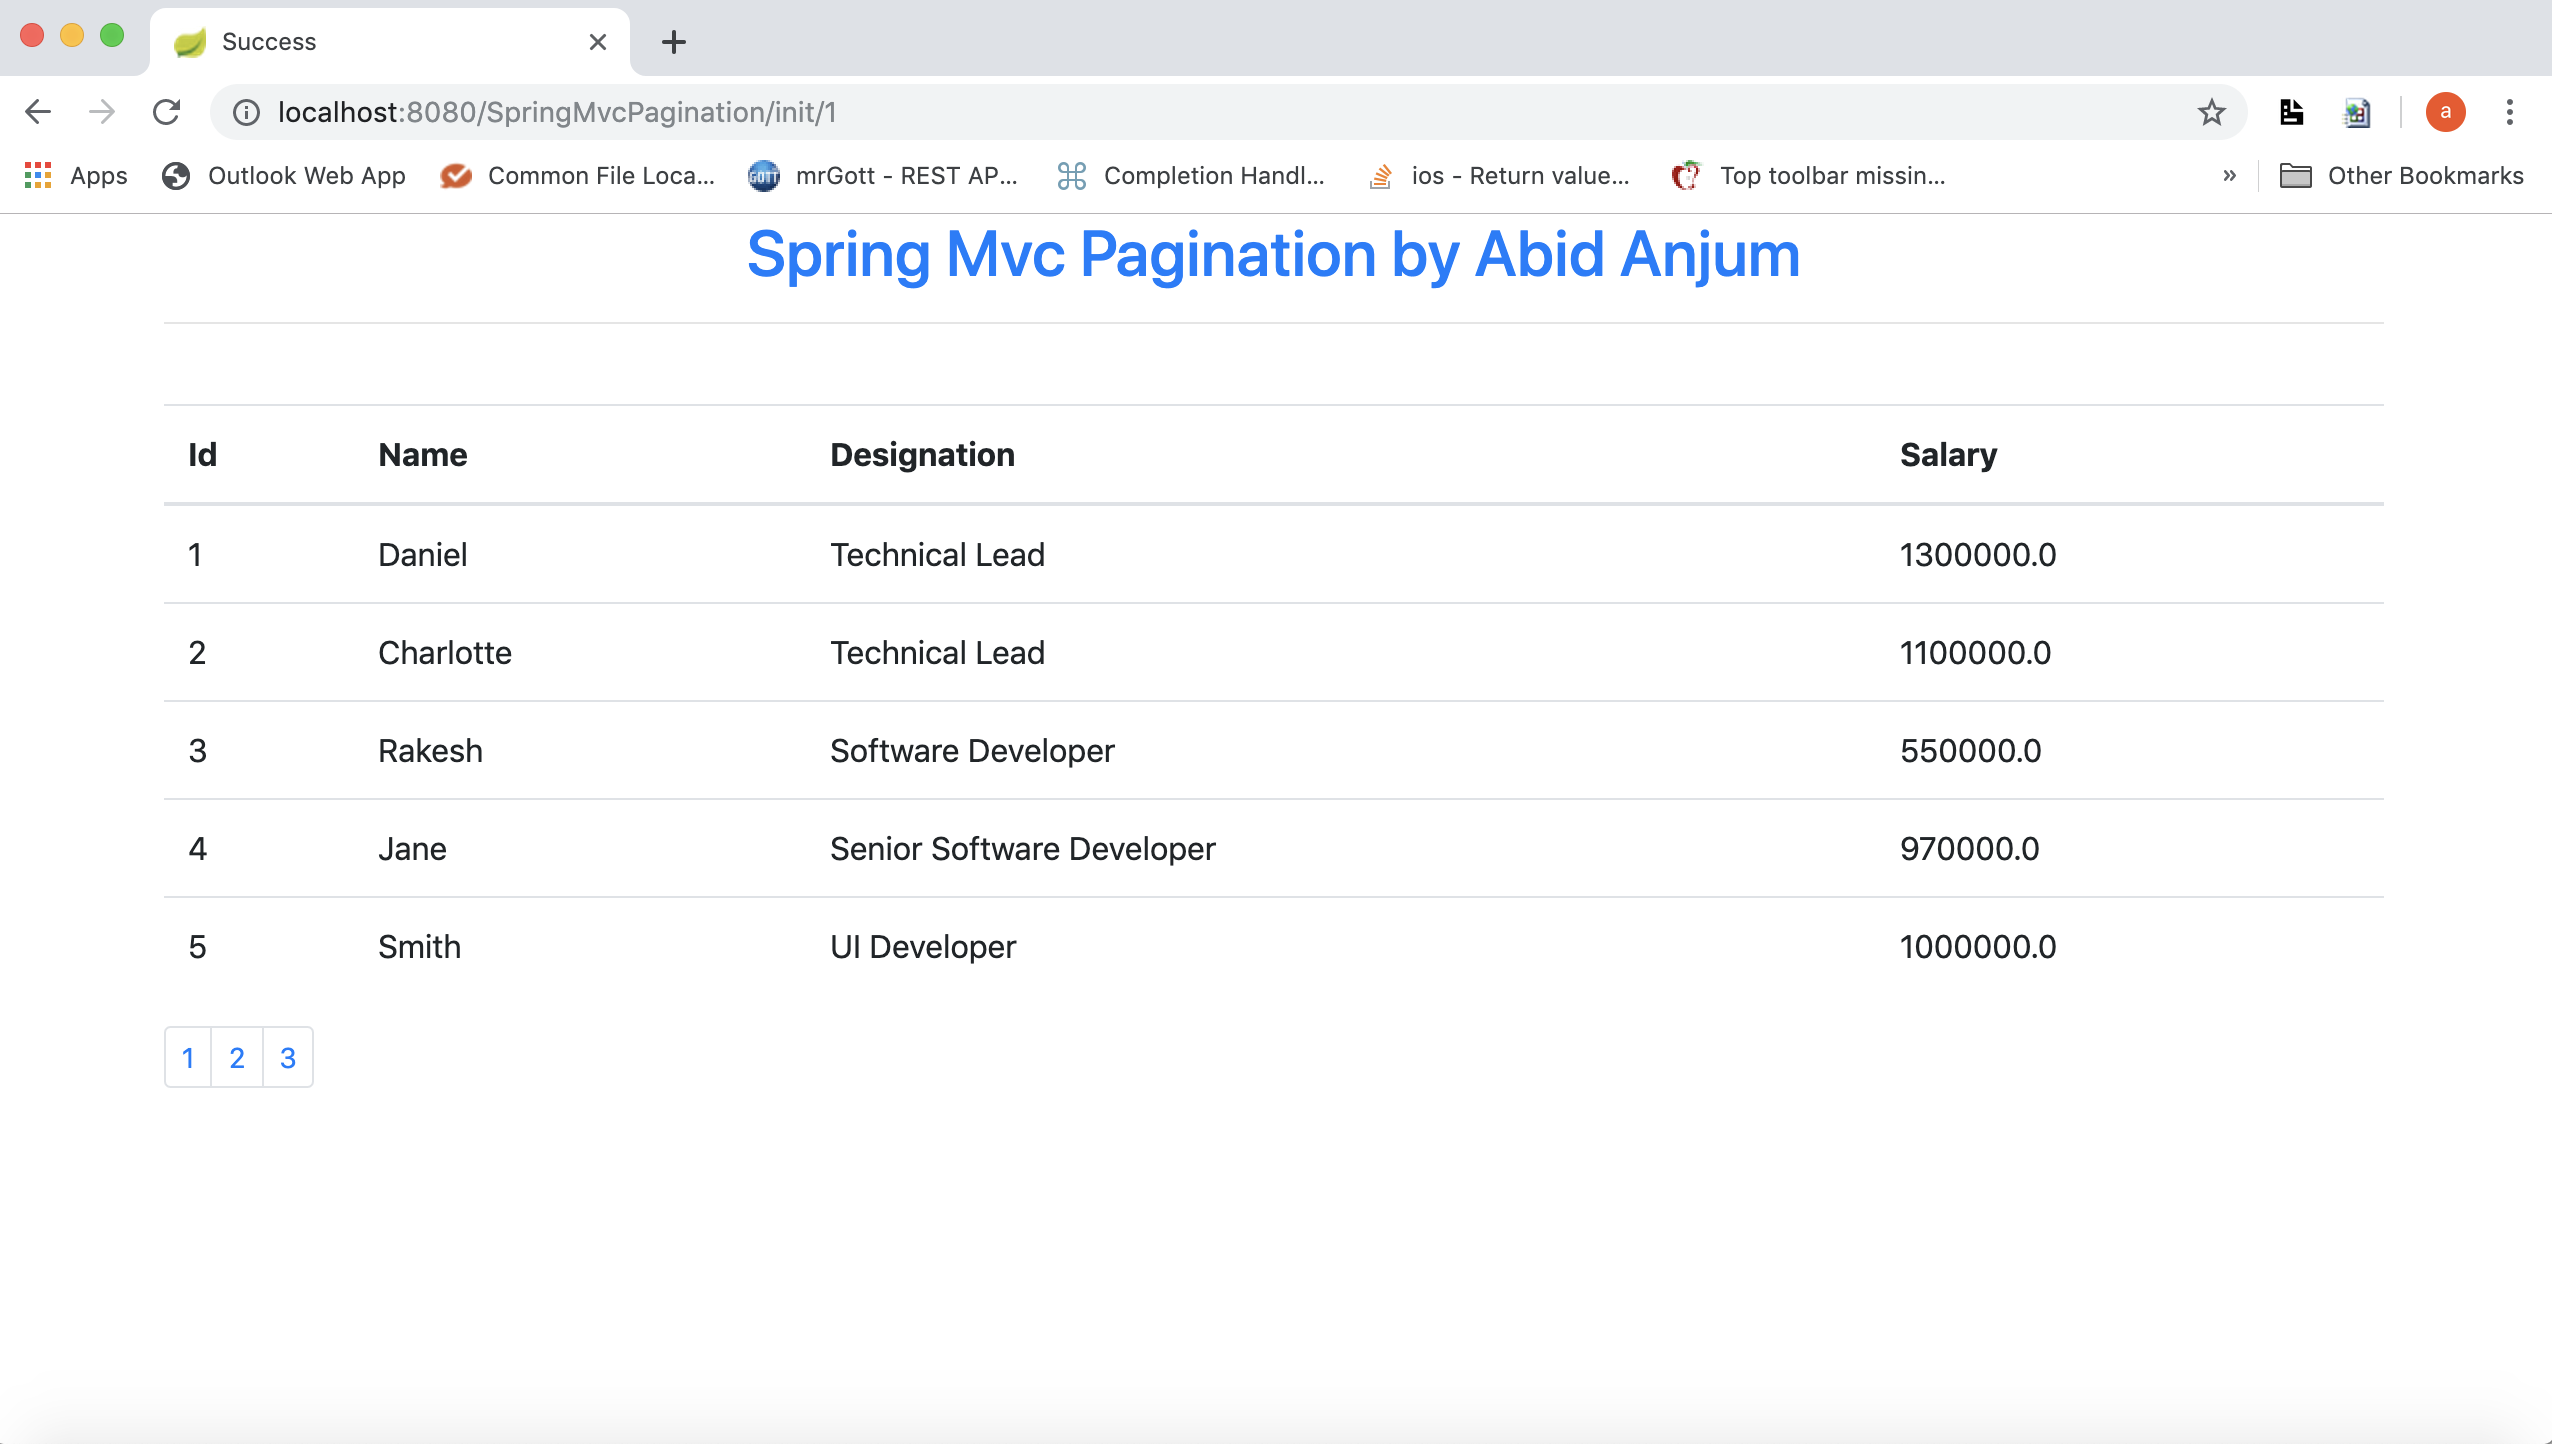 Success
localhost:8080/SpringMvcPagination/init/1
a
Apps Outlook Web App Common File Loca... GOTT mrGott - REST AP... Completion Handl... ios - Return value... Top toolbar missin... » Other Bookmarks
Spring Mvc Pagination by Abid Anjum
Id Name Designation Salary
1 Daniel Technical Lead 1300000.0
2 Charlotte Technical Lead 1100000.0
3 Rakesh Software Developer 550000.0
4 Jane Senior Software Developer 970000.0
5 Smith UI Developer 1000000.0
1 2 3